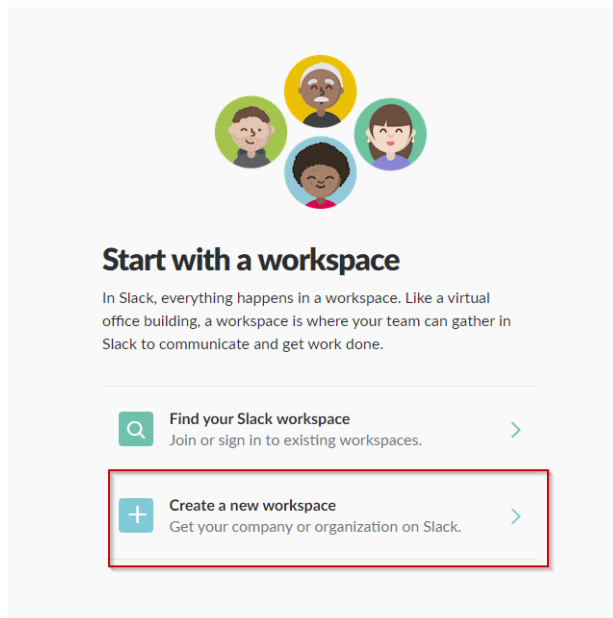 Start with a workspace
In Slack, everything happens in a workspace. Like a virtual
office building, a workspace is where your team can gather in
Slack to communicate and get work done.
Find your Slack workspace
Join or sign in to existing workspaces.
Create a new workspace
Get your company or organization on Slack.